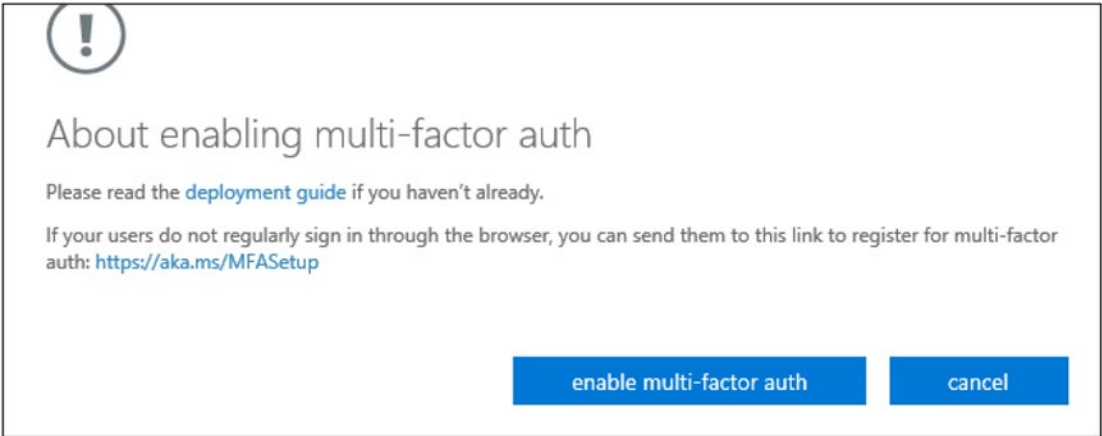 About enabling multi-factor auth
Please read the deployment guide if you haven't already.
If your users do not regularly sign in through the browser, you can send them to this link to register for multi-factor
auth: https://aka.ms/MFASetup
enable multi-factor auth
cancel